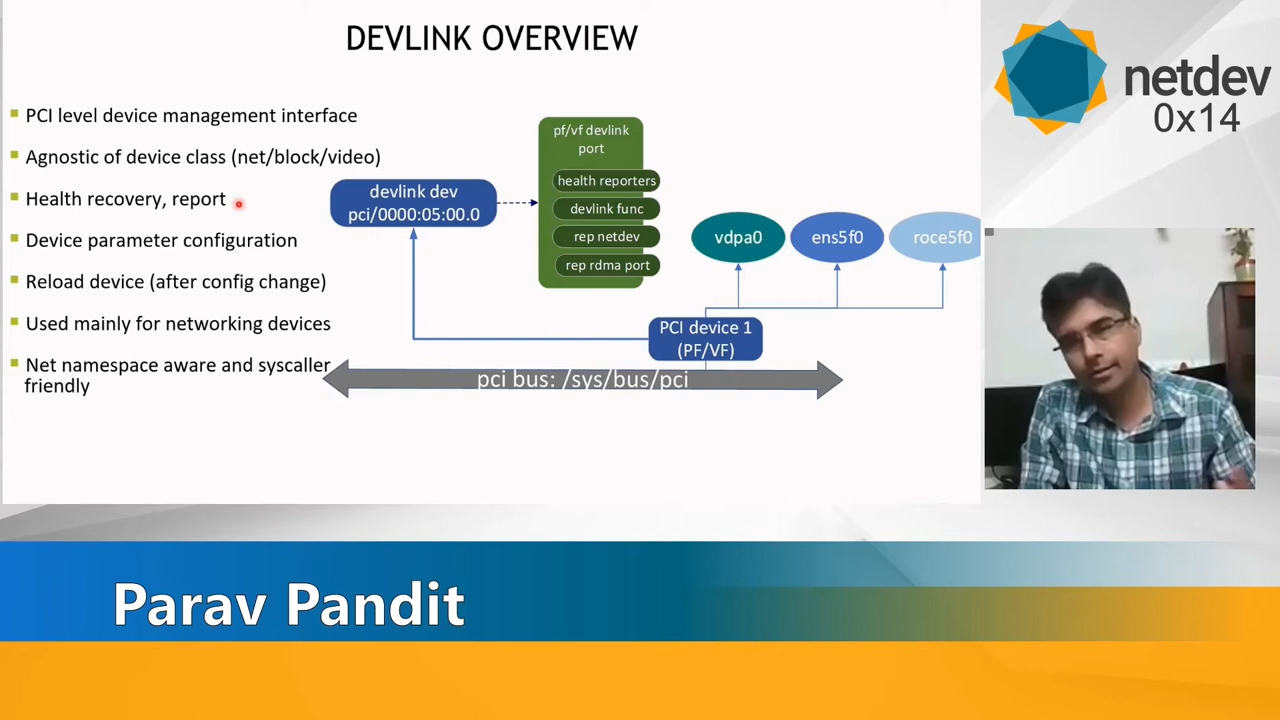 DEVLINK OVERVIEW
PCI level device management interface
Agnostic of device class (net/block/video)
Health recovery, report
Device parameter configuration
Reload device (after config change)
Used mainly for networking devices
Net namespace aware and syscaller
friendly
devlink dev
pci/0000:05:00.0
pf/vf devlink
port
health reporters
devlink func
rep netdev
rep rdma port
vdpa0
ens5f0
roce5f0
PCI device 1
(PF/VF)
pci bus: /sys/bus/pci
netdev
0x14
Parav Pandit